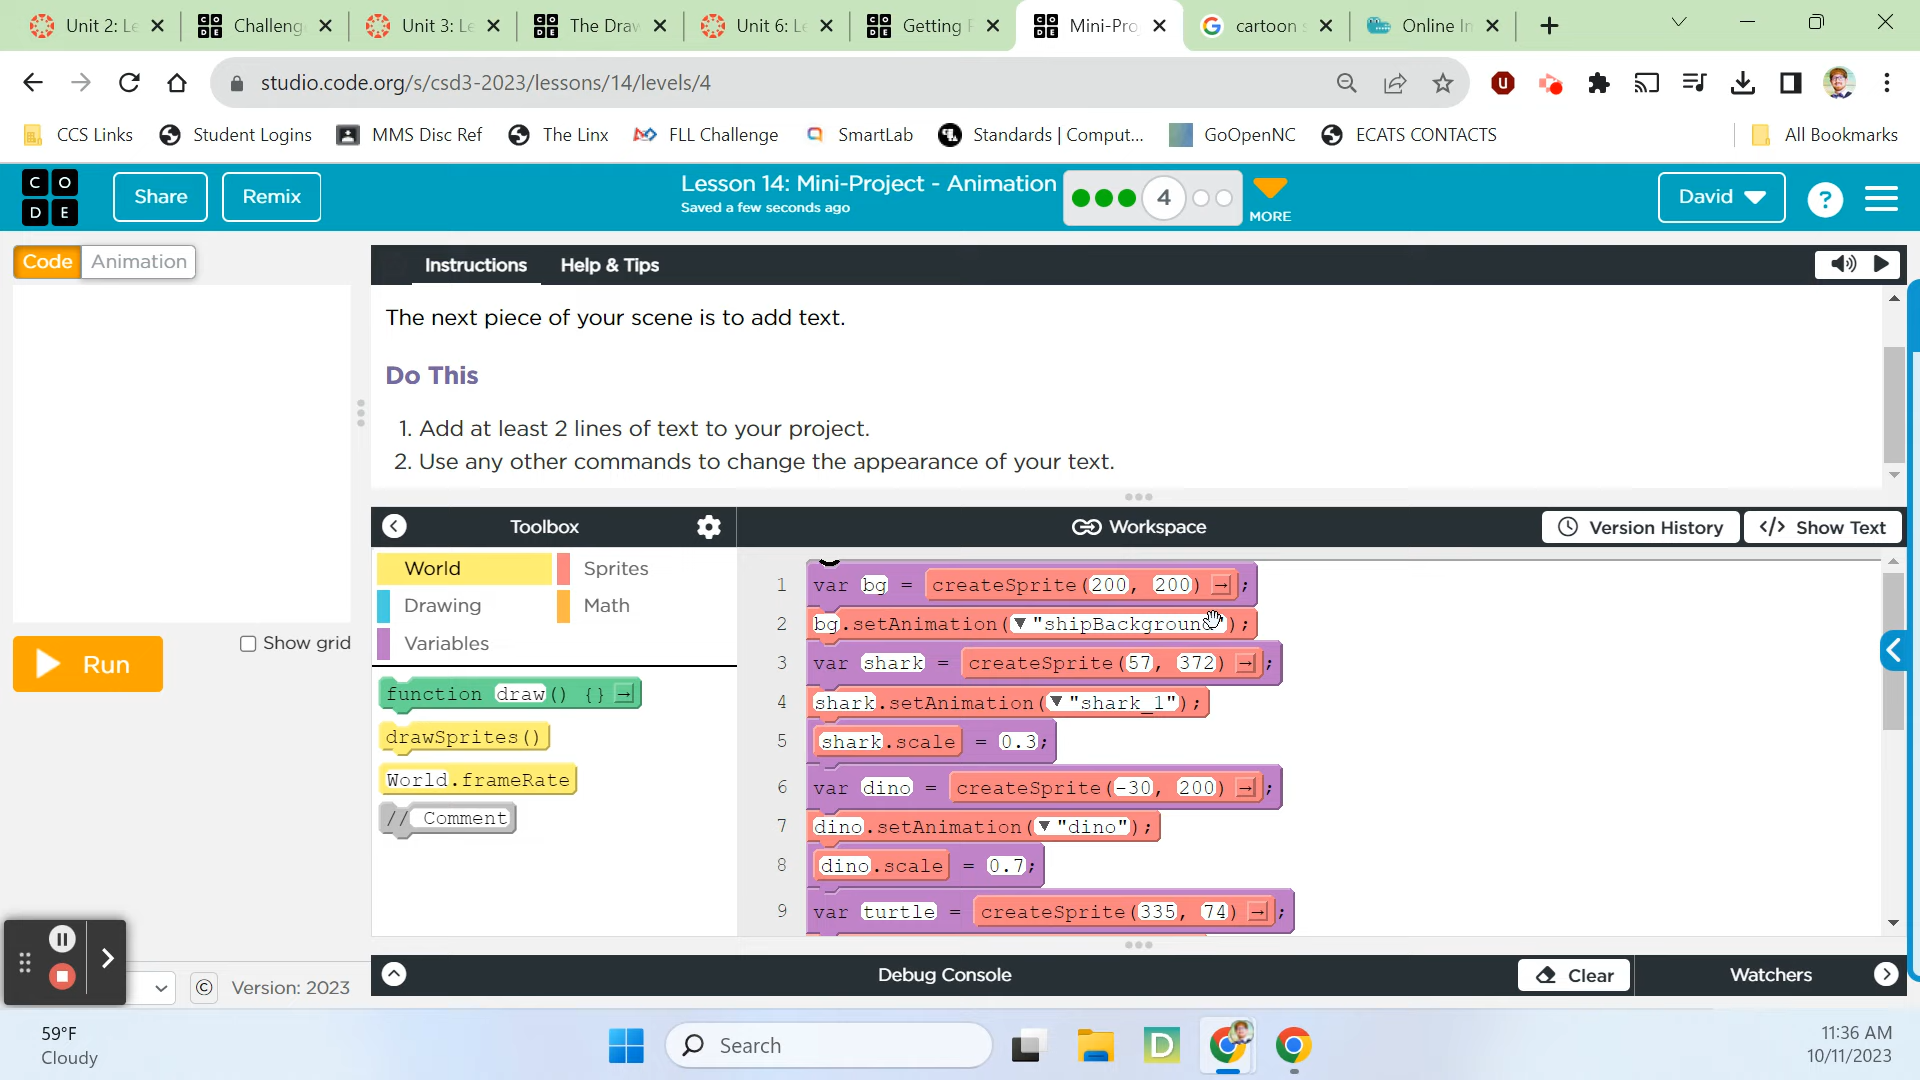 Unit 2: Le
Challeng
Unit 3: Le
The Draw
Unit 6: Le
Getting F
Mini-Pro
cartoon s
Online In
studio.code.org/s/csd3-2023/lessons/14/levels/4
CCS Links
Student Logins
MMS Disc Ref
The Linx
FLL Challenge
SmartLab
Standards | Comput...
GoOpenNC
ECATS CONTACTS
All Bookmarks
C O
D E
Share
Remix
Lesson 14: Mini-Project - Animation
Saved a few seconds ago
4
MORE
David
?
Code
Animation
Instructions
Help & Tips
The next piece of your scene is to add text.
Do This
1. Add at least 2 lines of text to your project.
2. Use any other commands to change the appearance of your text.
Toolbox
Workspace
Version History
</> Show Text
World
Sprites
Drawing
Math
Variables
Run
Show grid
function draw() {}
drawSprites()
World.frameRate
// Comment
1 var bg = createSprite(200, 200);
2 bg.setAnimation("shipBackground");
3 var shark = createSprite(57, 372);
4 shark.setAnimation("shark_1");
5 shark.scale = 0.3;
6 var dino = createSprite(-30, 200);
7 dino.setAnimation("dino");
8 dino.scale = 0.7;
9 var turtle = createSprite(335, 74);
© Version: 2023
Debug Console
Clear
Watchers
59°F
Cloudy
Search
D
11:36 AM
10/11/2023